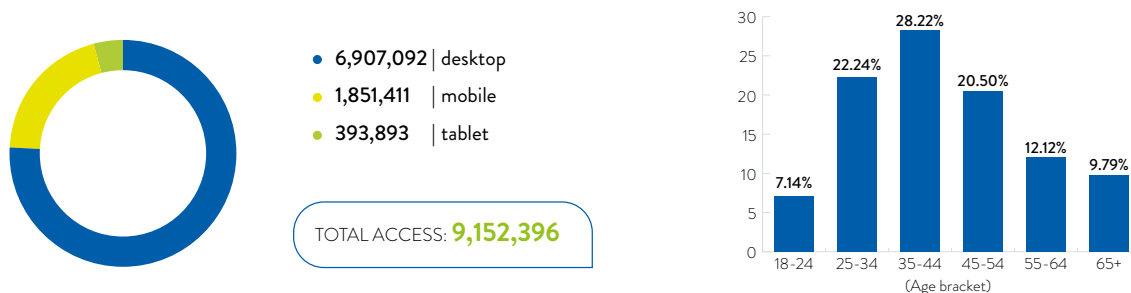 6,907,092 | desktop
1,851,411 | mobile
393,893 | tablet
TOTAL ACCESS: 9,152,396
30
25
20
15
10
5
0
7.14%
22.24%
28.22%
20.50%
12.12%
9.79%
18-24 25-34 35-44 45-54 55-64 65+
(Age bracket)